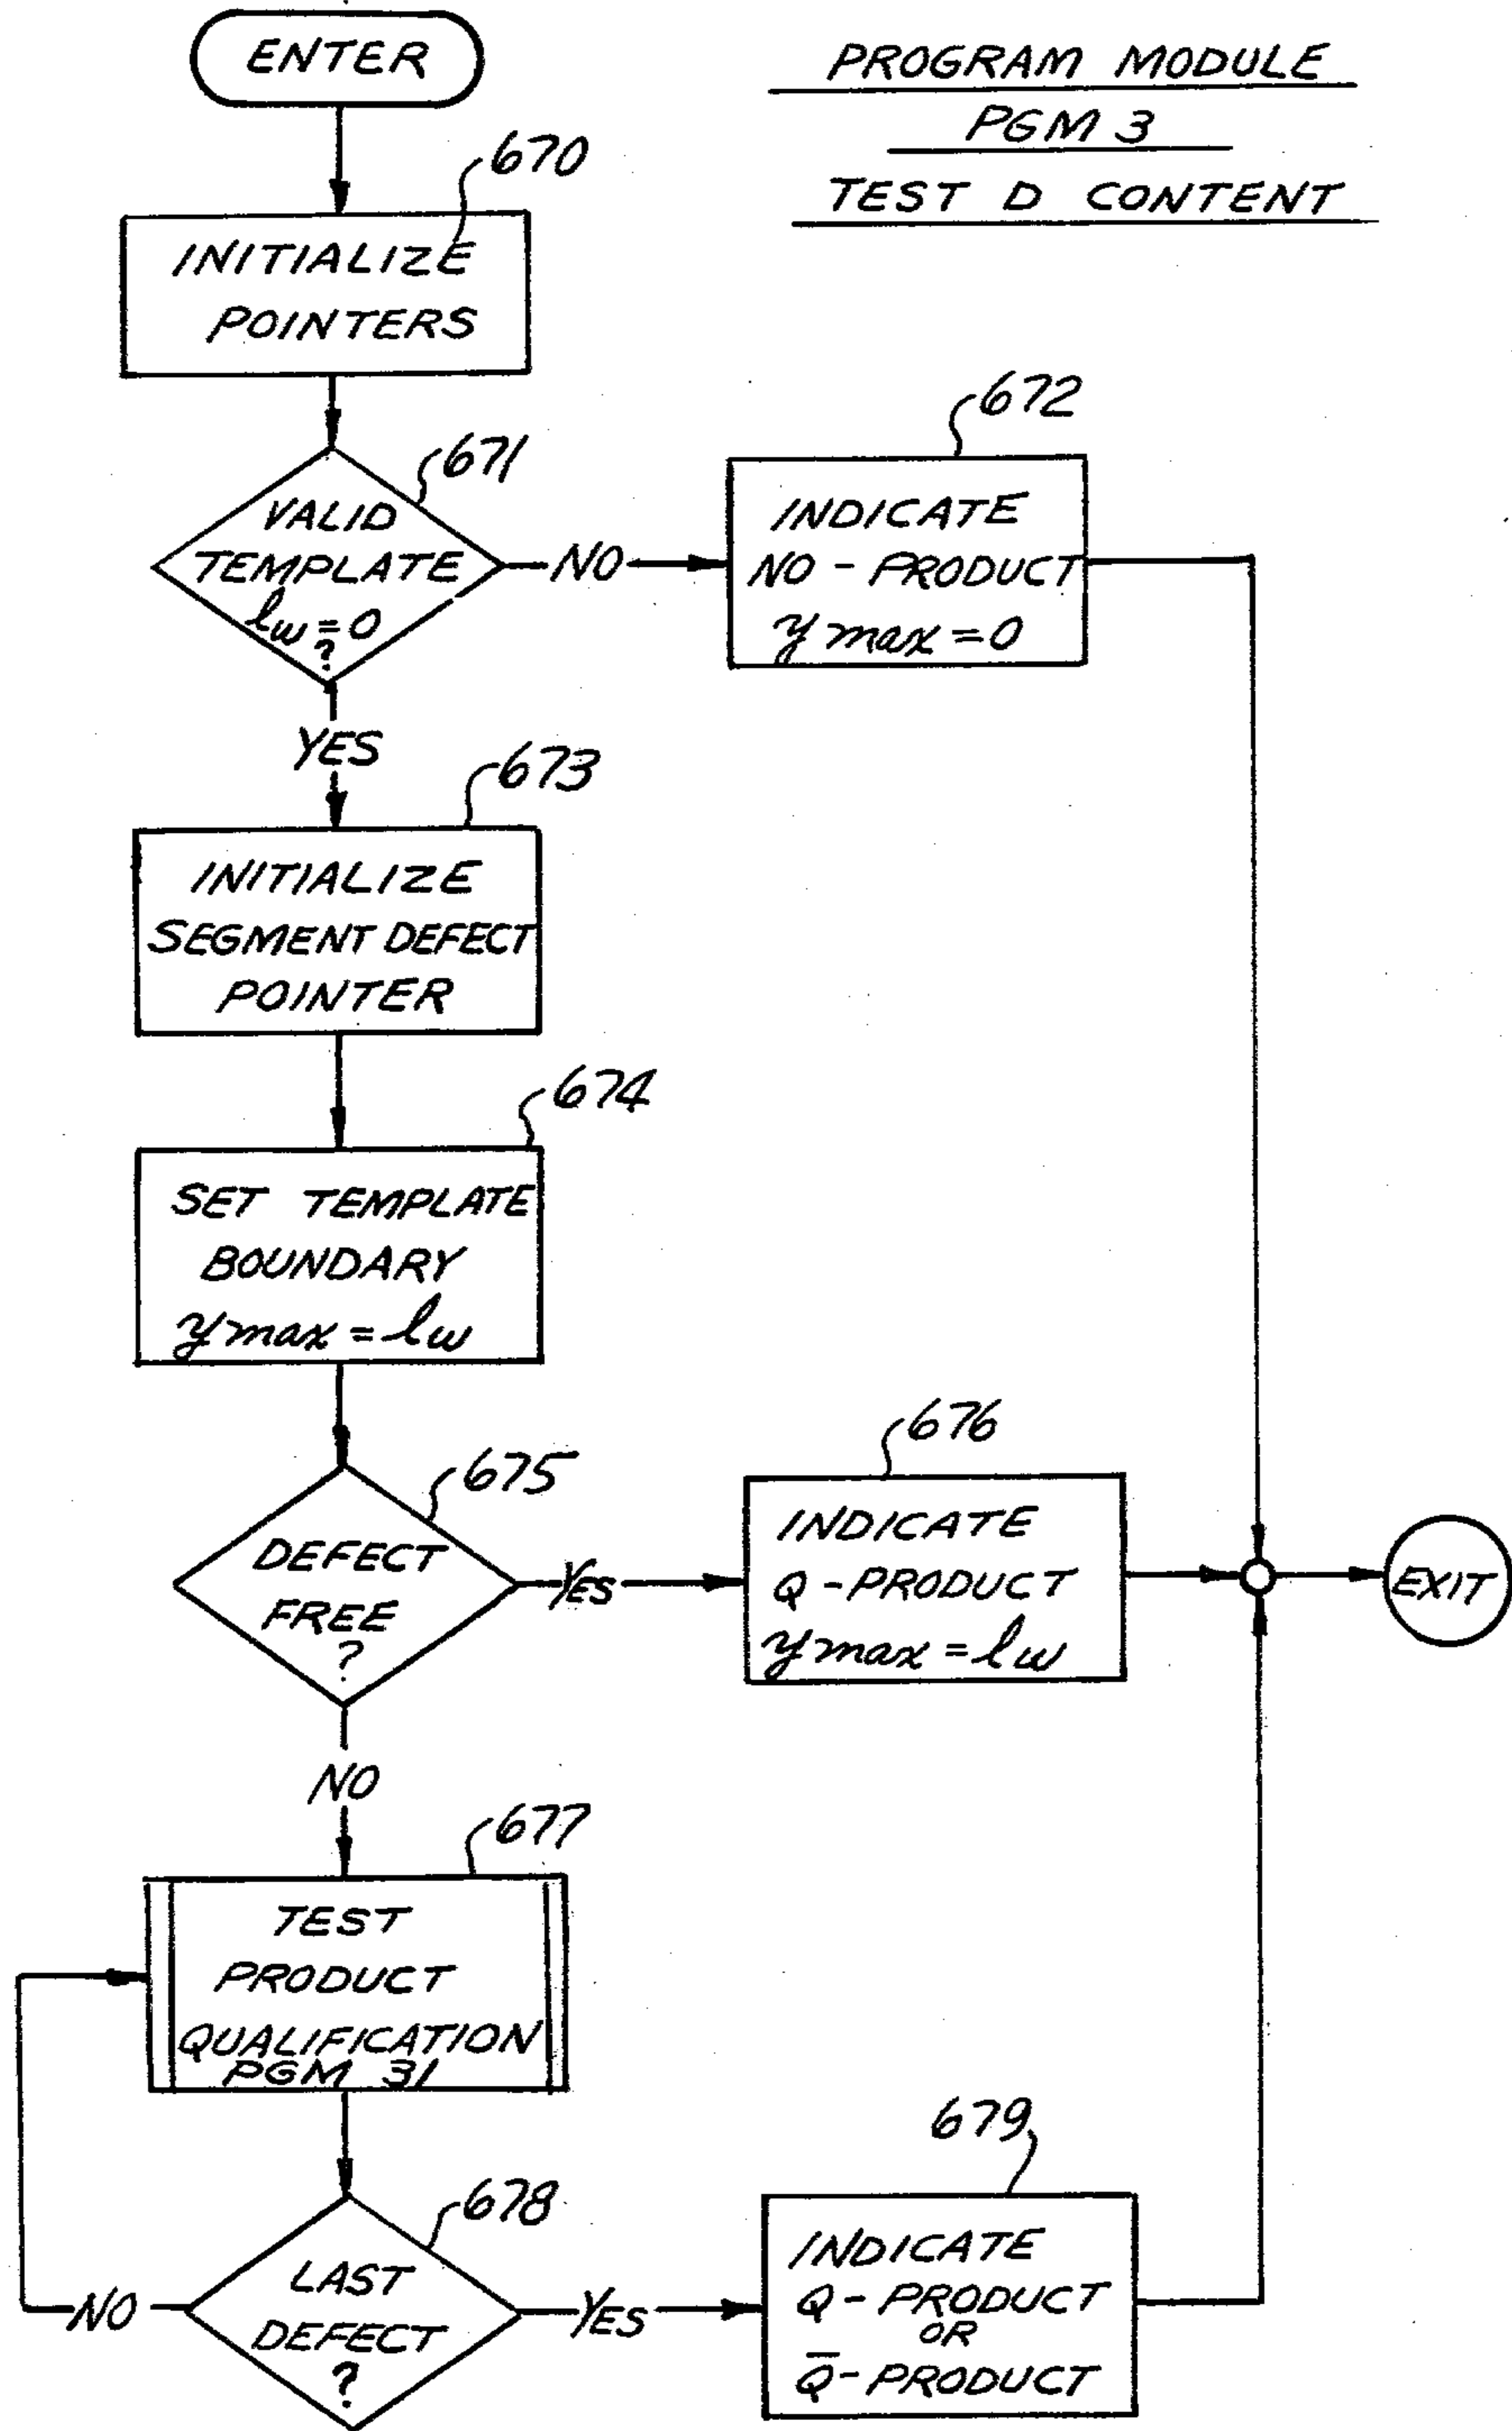 ENTER
PROGRAM MODULE
PGM 3
TEST D CONTENT
670
INITIALIZE
POINTERS
671
VALID
TEMPLATE
lw = 0
?
NO
672
INDICATE
NO - PRODUCT
y max = 0
YES
673
INITIALIZE
SEGMENT DEFECT
POINTER
674
SET TEMPLATE
BOUNDARY
y max = lw
675
DEFECT
FREE
?
YES
676
INDICATE
Q - PRODUCT
y max = lw
EXIT
NO
677
TEST
PRODUCT
QUALIFICATION
PGM 31
678
LAST
DEFECT
?
NO
YES
679
INDICATE
Q - PRODUCT
OR
Q̅ - PRODUCT